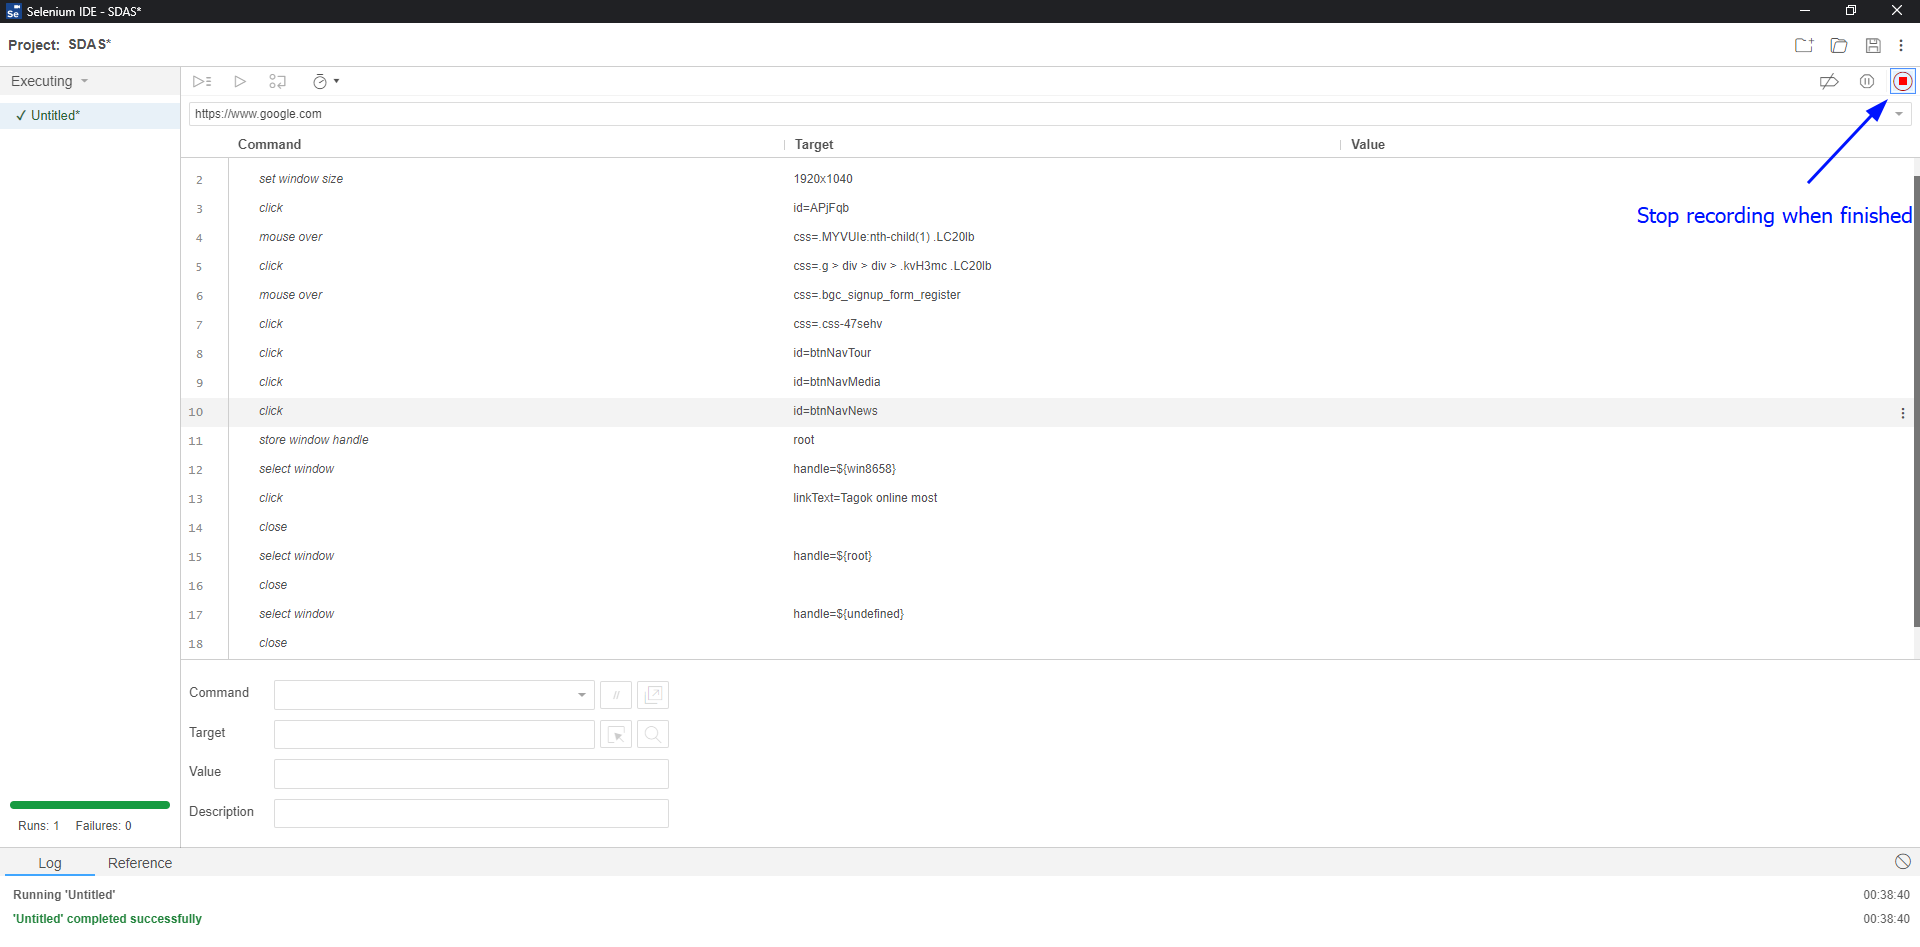 Selenium IDE - SDAS*
Project: SDAS*
Executing
✓ Untitled*
https://www.google.com
Command Target Value
2 set window size 1920x1040
3 click id=APjFqb
4 mouse over css=.MYVUIe:nth-child(1) .LC20lb
5 click css=.g > div > div > .kvH3mc .LC20lb
6 mouse over css=.bgc_signup_form_register
7 click css=.css-47sehv
8 click id=btnNavTour
9 click id=btnNavMedia
10 click id=btnNavNews
11 store window handle root
12 select window handle=${win8658}
13 click linkText=Tagok online most
14 close
15 select window handle=${root}
16 close
17 select window handle=${undefined}
18 close
Stop recording when finished
Command //
Target
Value
Description
Runs: 1 Failures: 0
Log Reference
Running 'Untitled' 00:38:40
'Untitled' completed successfully 00:38:40